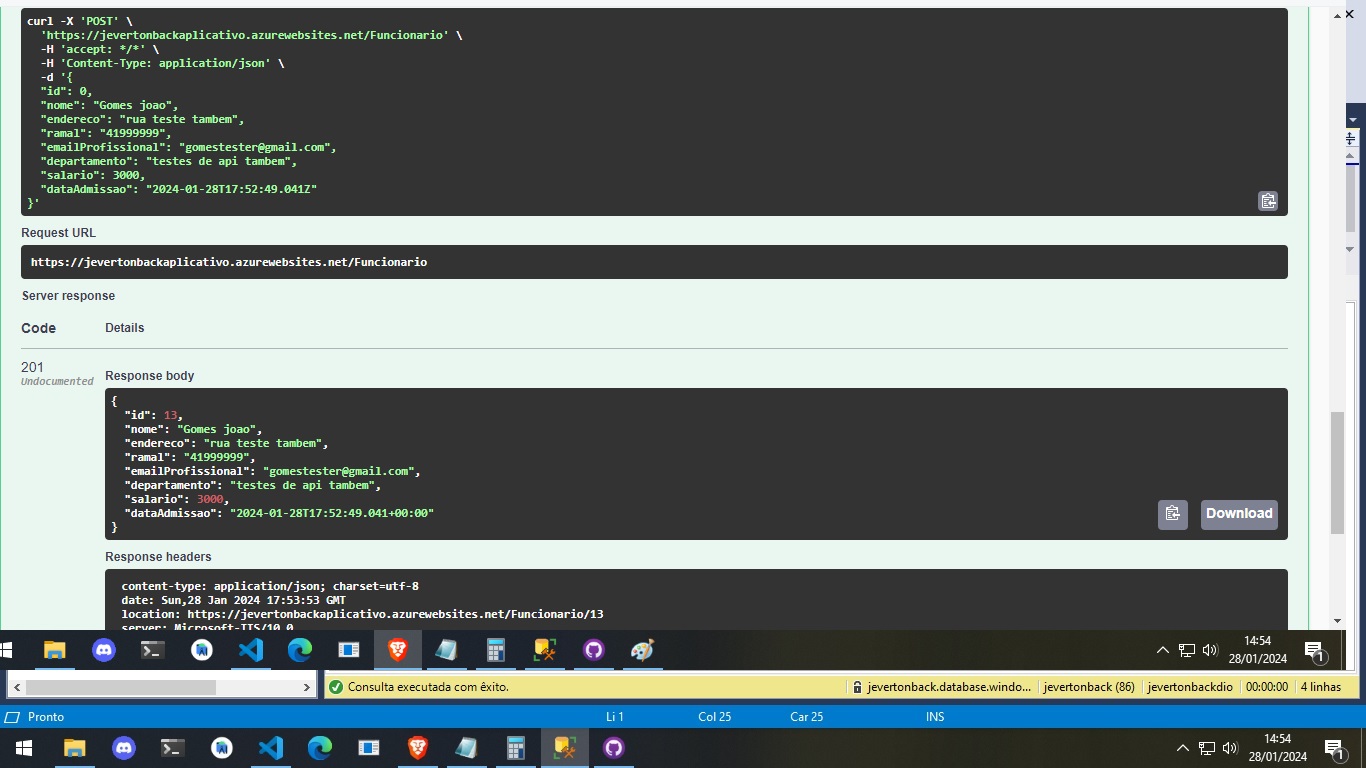 curl -X 'POST' \
'https://jevertonbackaplicativo.azurewebsites.net/Funcionario' \
-H 'accept: */*' \
-H 'Content-Type: application/json' \
-d '{
"id": 0,
"nome": "Gomes joao",
"endereco": "rua teste tambem",
"ramal": "41999999",
"emailProfissional": "gomestester@gmail.com",
"departamento": "testes de api tambem",
"salario": 3000,
"dataAdmissao": "2024-01-28T17:52:49.041Z"
}'
Request URL
https://jevertonbackaplicativo.azurewebsites.net/Funcionario
Server response
Code Details
201
Undocumented
Response body
{
"id": 13,
"nome": "Gomes joao",
"endereco": "rua teste tambem",
"ramal": "41999999",
"emailProfissional": "gomestester@gmail.com",
"departamento": "testes de api tambem",
"salario": 3000,
"dataAdmissao": "2024-01-28T17:52:49.041+00:00"
}
Download
Response headers
content-type: application/json; charset=utf-8
date: Sun,28 Jan 2024 17:53:53 GMT
location: https://jevertonbackaplicativo.azurewebsites.net/Funcionario/13
server: Microsoft-IIS/10.0
14:54
28/01/2024
1
Consulta executada com êxito.
jevertonback.database.windo... jevertonback (86) jevertonbackdio 00:00:00 4 linhas
Pronto Li 1 Col 25 Car 25 INS
14:54
28/01/2024
1